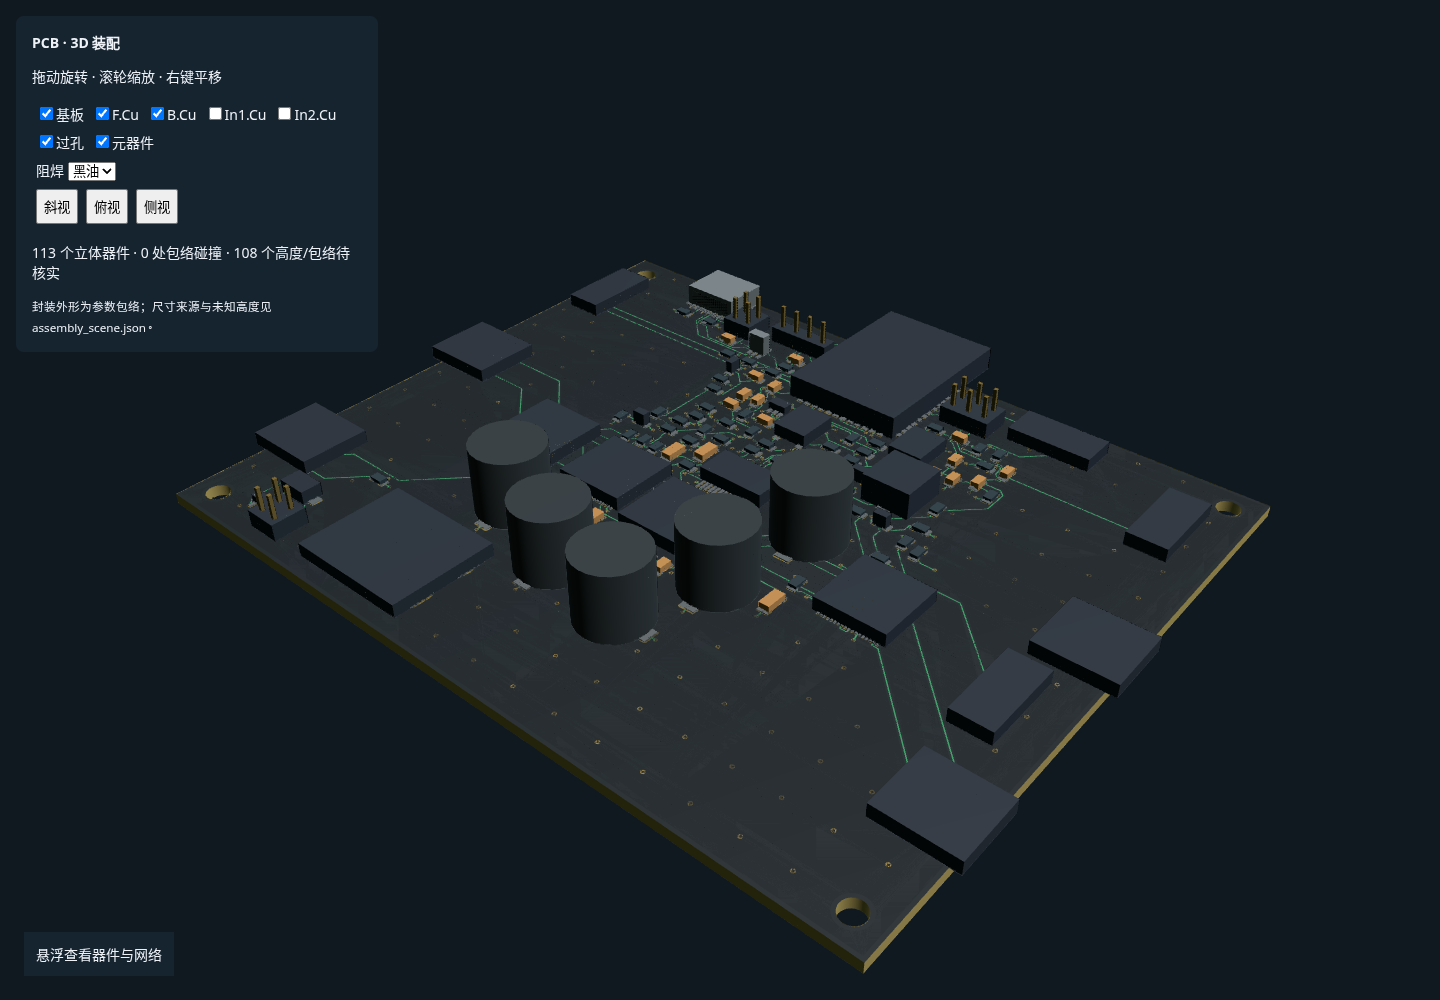 PCB · 3D 装配
拖动旋转 · 滚轮缩放 · 右键平移
基板 F.Cu B.Cu In1.Cu In2.Cu
过孔 元器件
阻焊 黑油
斜视 俯视 侧视
113 个立体器件 · 0 处包络碰撞 · 108 个高度/包络待
核实
封装外形为参数包络；尺寸来源与未知高度见
assembly_scene.json。
悬浮查看器件与网络